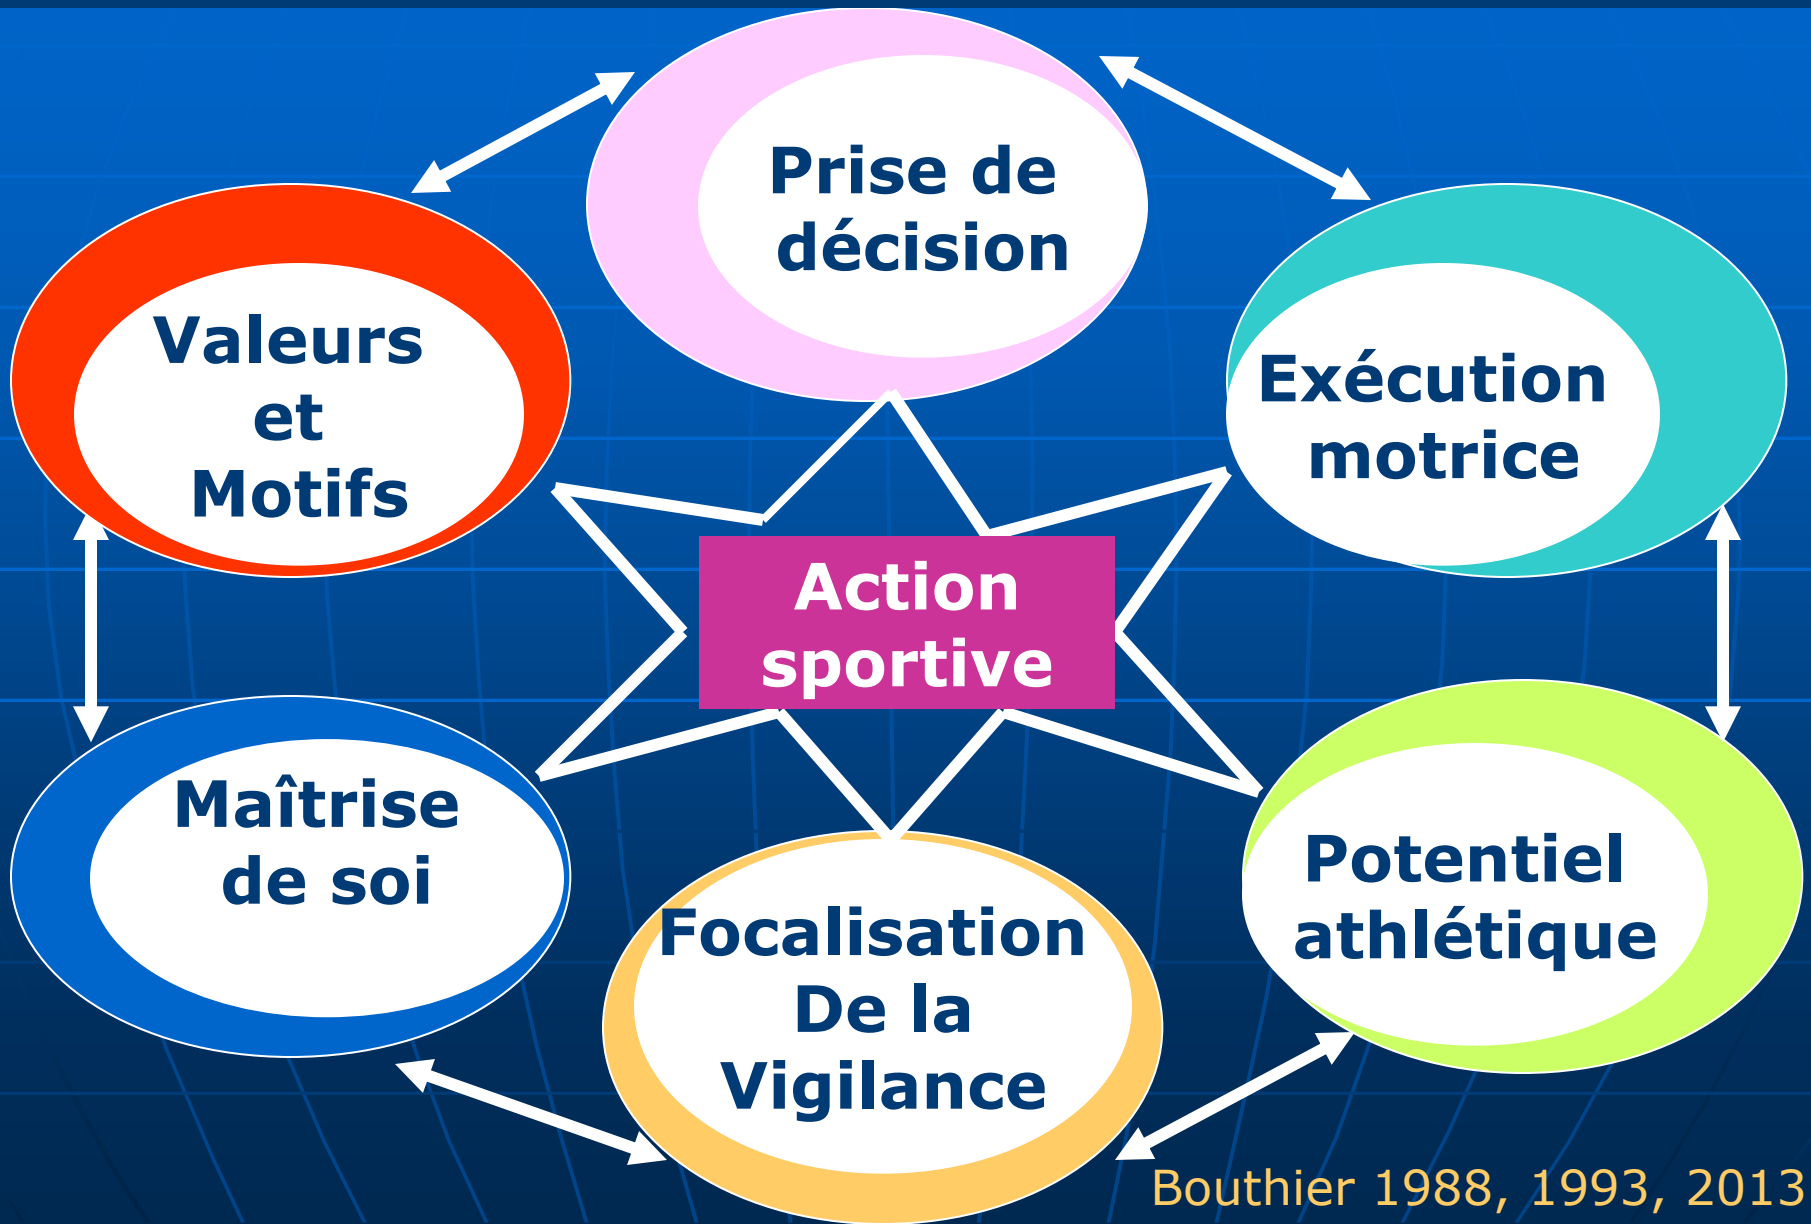 Prise de
décision
Valeurs
et
Motifs
Exécution
motrice
Action
sportive
Maîtrise
de soi
Potentiel
athlétique
Focalisation
De la
Vigilance
Bouthier 1988, 1993, 2013